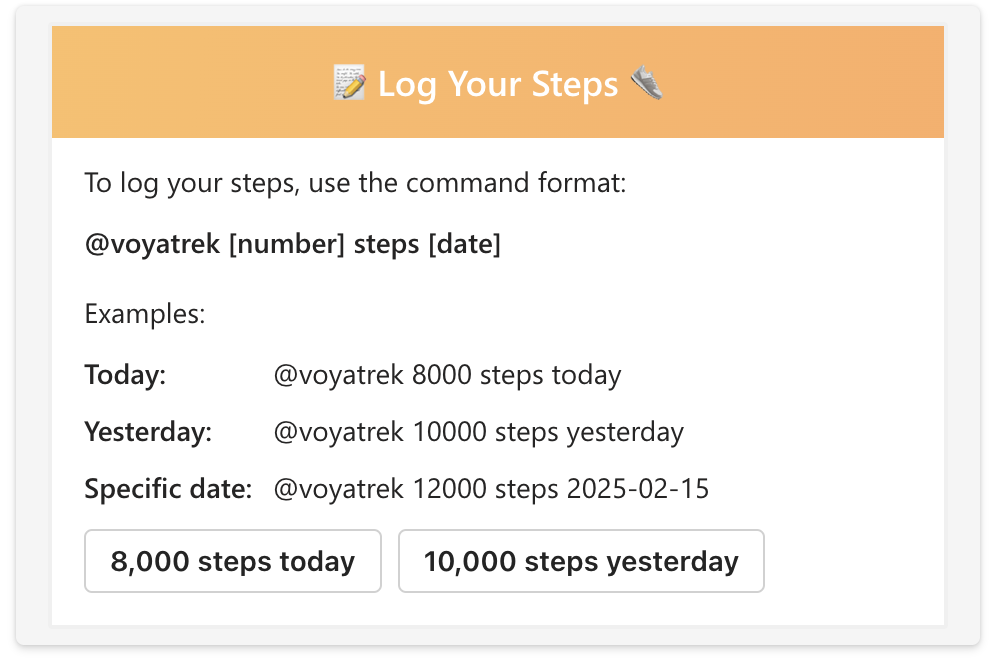 📝 Log Your Steps 👟
To log your steps, use the command format:
@voyatrek [number] steps [date]
Examples:
Today: @voyatrek 8000 steps today
Yesterday: @voyatrek 10000 steps yesterday
Specific date: @voyatrek 12000 steps 2025-02-15
8,000 steps today 10,000 steps yesterday